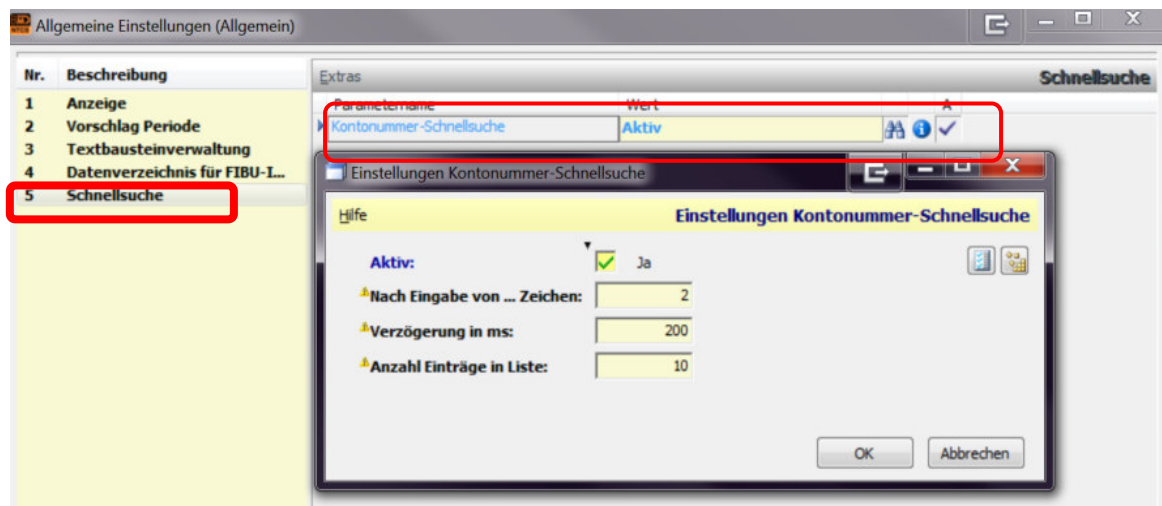 Allgemeine Einstellungen (Allgemein)
Nr. Beschreibung
Extras Schnellsuche
1 Anzeige
2 Vorschlag Periode
3 Textbausteinverwaltung
4 Datenverzeichnis für FIBU-I...
5 Schnellsuche
Parametername Wert A
Kontonummer-Schnellsuche Aktiv
Einstellungen Kontonummer-Schnellsuche
Hilfe Einstellungen Kontonummer-Schnellsuche
Aktiv: Ja
Nach Eingabe von ... Zeichen: 2
Verzögerung in ms: 200
Anzahl Einträge in Liste: 10
OK Abbrechen